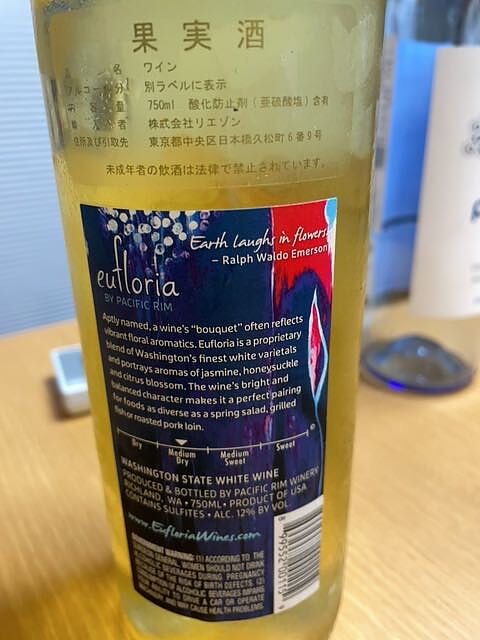 果実酒
名 ワイン
アルコール分 別ラベルに表示
内容量 750ml 酸化防止剤(亜硫酸塩)含有
株式会社リエゾン
住所及び引取先 東京都中央区日本橋久松町6番9号
未成年者の飲酒は法律で禁止されています。
Earth laughs in flowers.
– Ralph Waldo Emerson
eufloria
BY PACIFIC RIM
Aptly named, a wine's "bouquet" often reflects
vibrant floral aromatics. Eufloria is a proprietary
blend of Washington's finest white varietals
and portrays aromas of jasmine, honeysuckle
and citrus blossom. The wine's bright and
balanced character makes it a perfect pairing
for foods as diverse as a spring salad, grilled
fish or roasted pork loin.
Dry Medium Dry Medium Sweet Sweet
WASHINGTON STATE WHITE WINE
PRODUCED & BOTTLED BY PACIFIC RIM WINERY
RICHLAND, WA • 750ML • PRODUCT OF USA
CONTAINS SULFITES • ALC. 12% BY VOL.
www.EufloriaWines.com
GOVERNMENT WARNING: (1) ACCORDING TO THE
SURGEON GENERAL, WOMEN SHOULD NOT DRINK
ALCOHOLIC BEVERAGES DURING PREGNANCY
BECAUSE OF THE RISK OF BIRTH DEFECTS. (2)
CONSUMPTION OF ALCOHOLIC BEVERAGES IMPAIRS
YOUR ABILITY TO DRIVE A CAR OR OPERATE
MACHINERY, AND MAY CAUSE HEALTH PROBLEMS.